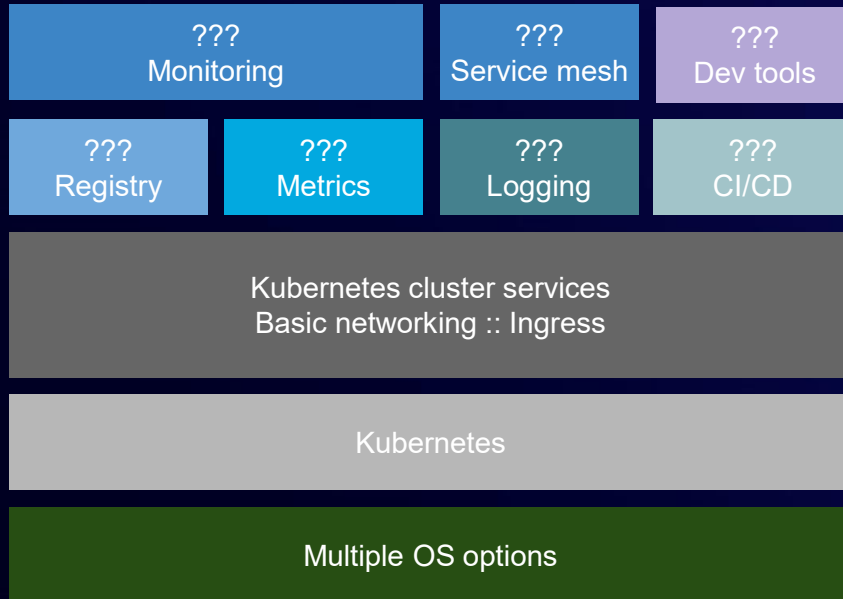 ???
Monitoring
???
Service mesh
???
Dev tools
???
Registry
???
Metrics
???
Logging
???
CI/CD
Kubernetes cluster services
Basic networking :: Ingress
Kubernetes
Multiple OS options